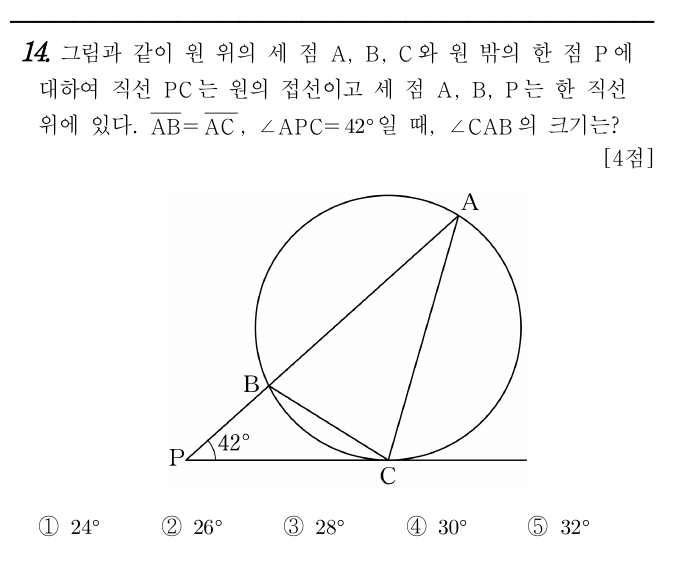 14. 그림과 같이 원 위의 세 점 A, B, C와 원 밖의 한 점 P에
대하여 직선 PC는 원의 접선이고 세 점 A, B, P는 한 직선
위에 있다. A̅B̅=A̅C̅, ∠APC=42°일 때, ∠CAB의 크기는?
[4점]
A
B
42°
P
C
① 24° ② 26° ③ 28° ④ 30° ⑤ 32°